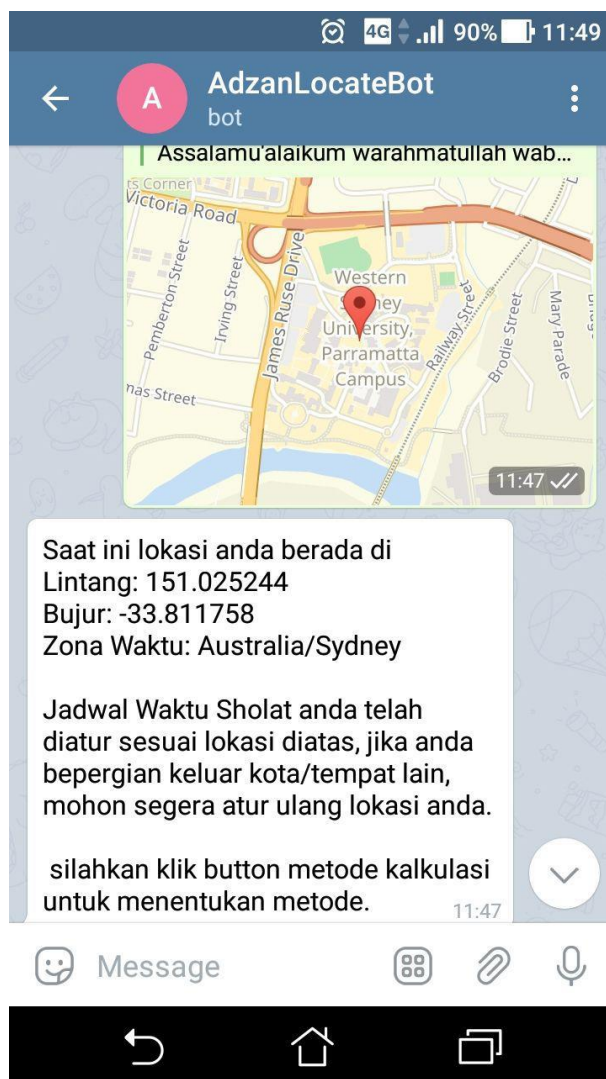 4G 90% 11:49
A AdzanLocateBot
bot
Assalamu'alaikum warahmatullah wab...
ts Corner
Victoria Road
Pemberton Street
Irving Street
James Ruse Drive
Western
University,
Parramatta
Campus
Railway Street
Brodie Street
Mary Parade
nas Street
11:47
Saat ini lokasi anda berada di
Lintang: 151.025244
Bujur: -33.811758
Zona Waktu: Australia/Sydney
Jadwal Waktu Sholat anda telah
diatur sesuai lokasi diatas, jika anda
bepergian keluar kota/tempat lain,
mohon segera atur ulang lokasi anda.
silahkan klik button metode kalkulasi
untuk menentukan metode.
11:47
Message